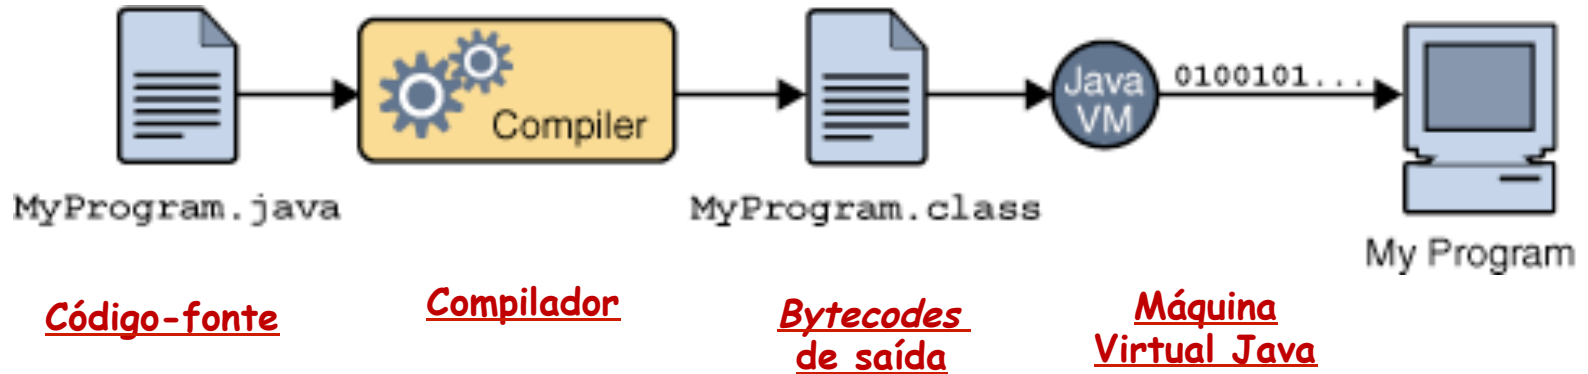 Compiler
Java
VM
0100101...
MyProgram.java
MyProgram.class
My Program
Código-fonte
Compilador
Bytecodes
de saída
Máquina
Virtual Java